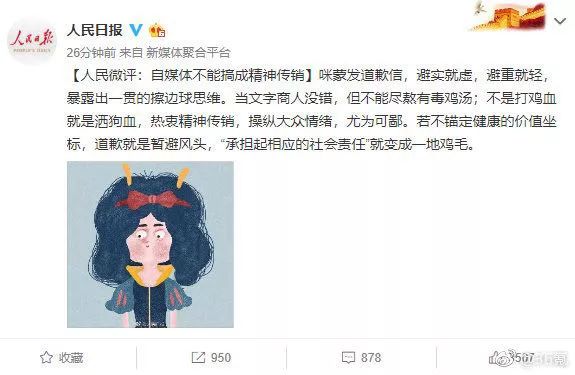 人民日报
人民日报
PEOPLE'S DAILY
26分钟前 来自 新媒体聚合平台
【人民微评：自媒体不能搞成精神传销】咪蒙发道歉信，避实就虚，避重就轻，
暴露出一贯的擦边球思维。当文字商人没错，但不能尽熬有毒鸡汤；不是打鸡血
就是洒狗血，热衷精神传销，操纵大众情绪，尤为可鄙。若不锚定健康的价值坐
标，道歉就是暂避风头，“承担起相应的社会责任”就变成一地鸡毛。
收藏
950
878
3507
@36氪